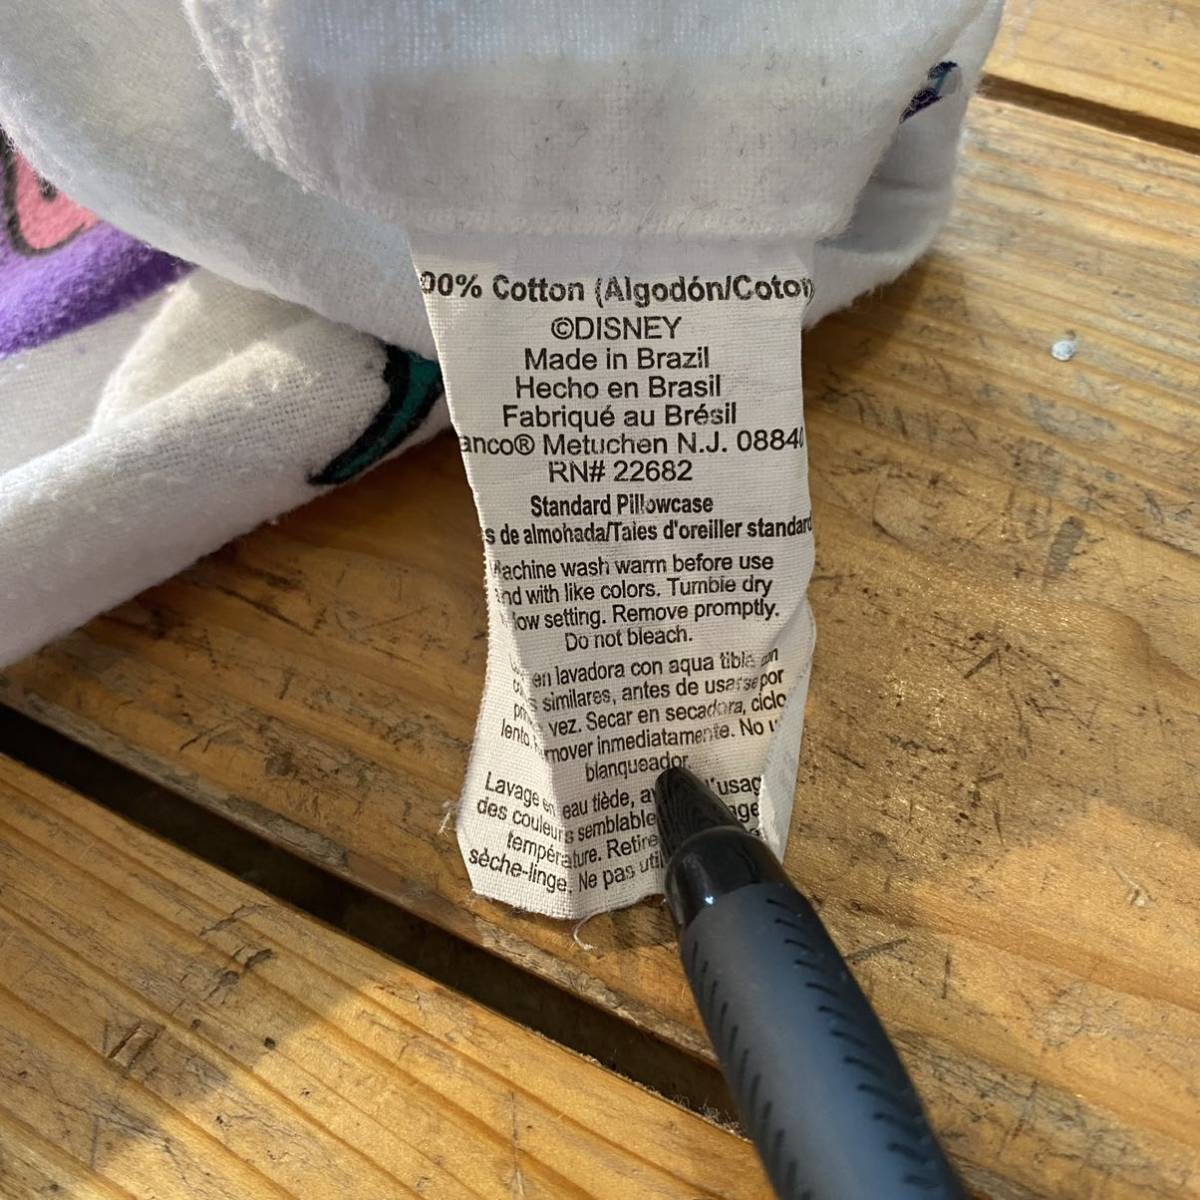 00% Cotton (Algodón/Coton
©DISNEY
Made in Brazil
Hecho en Brasil
Fabriqué au Brésil
anco® Metuchen N.J. 08840
RN# 22682
Standard Pillowcase
s de almohada/Taies d'oreiller standard
Machine wash warm before use
and with like colors. Tumble dry
low setting. Remove promptly.
Do not bleach.
en lavadora con aqua tibia con
similares, antes de usarse por
vez. Secar en secadora, ciclo
lento. Remover inmediatamente. No
blanqueador.
Lavage en eau tiède, l'usag
des couleurs semblable
température. Retire
sèche-linge. Ne pas util